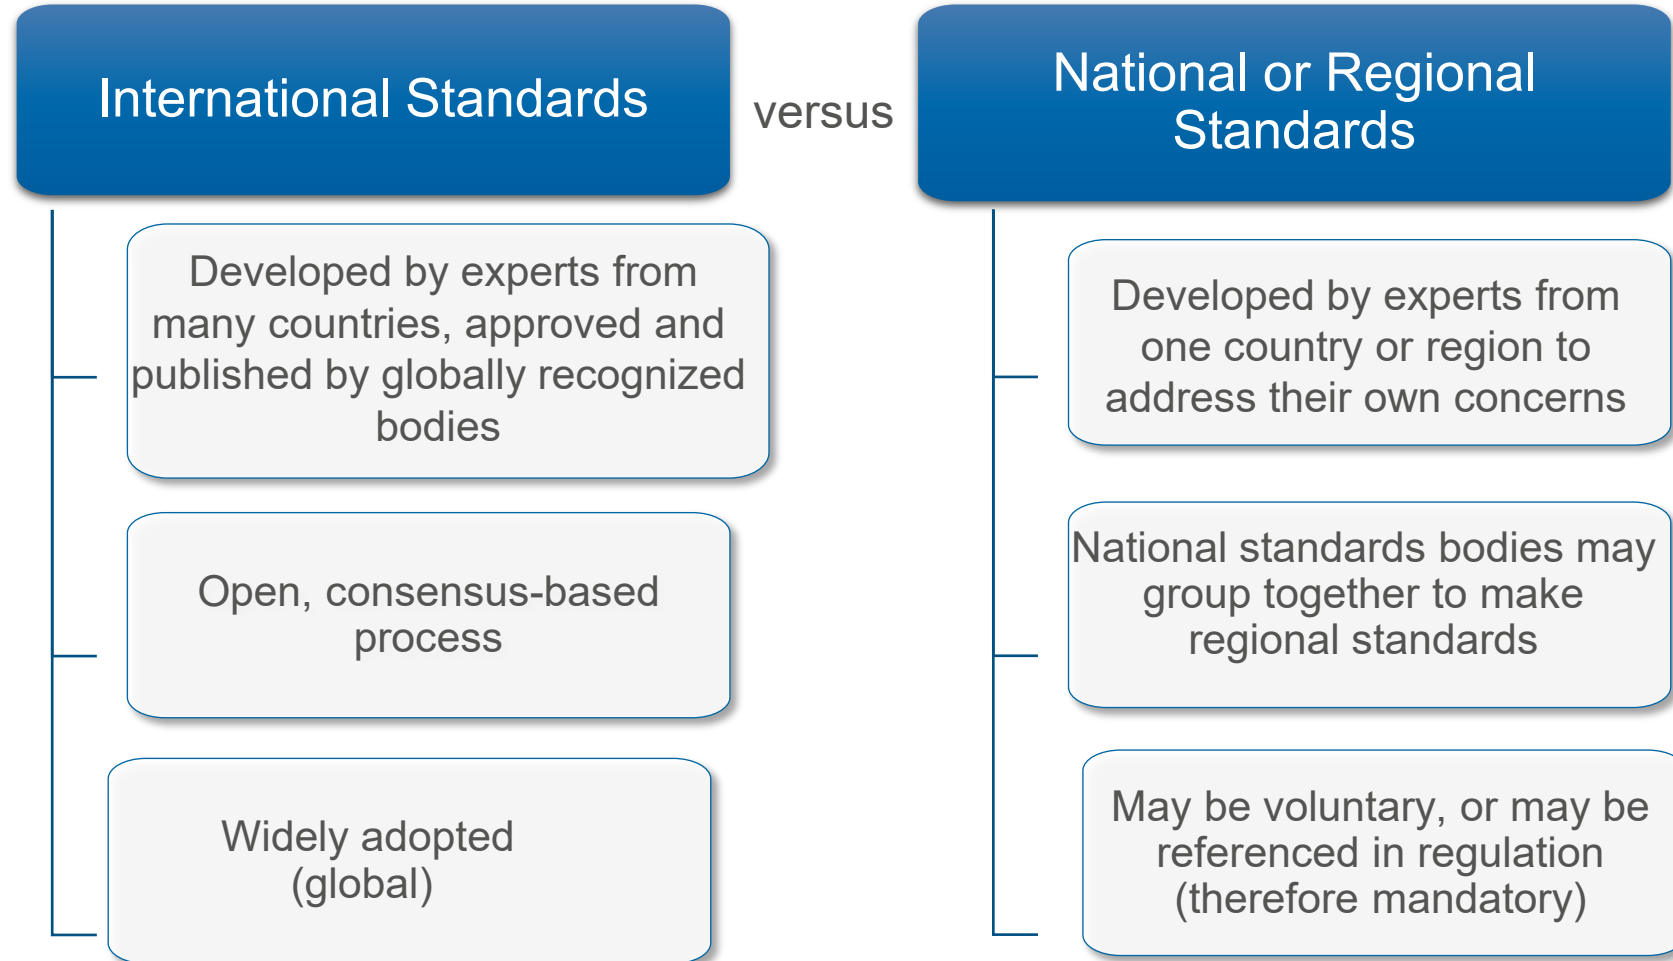 International Standards
versus
National or Regional
Standards
Developed by experts from
many countries, approved and
published by globally recognized
bodies
Open, consensus-based
process
Widely adopted
(global)
Developed by experts from
one country or region to
address their own concerns
National standards bodies may
group together to make
regional standards
May be voluntary, or may be
referenced in regulation
(therefore mandatory)